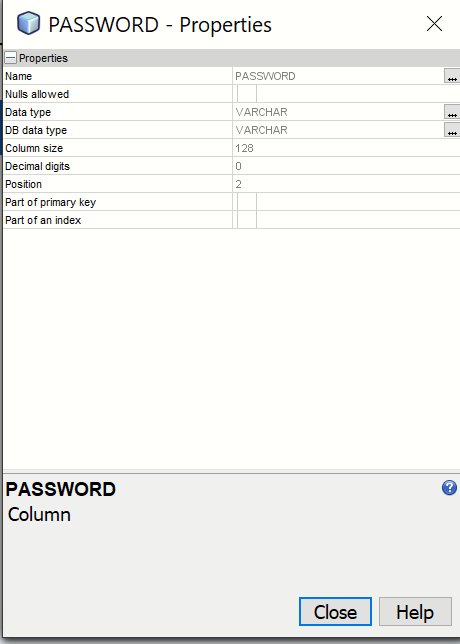 PASSWORD - Properties
Properties
Name PASSWORD ...
Nulls allowed
Data type VARCHAR ...
DB data type VARCHAR ...
Column size 128
Decimal digits 0
Position 2
Part of primary key
Part of an index
PASSWORD ?
Column
Close Help